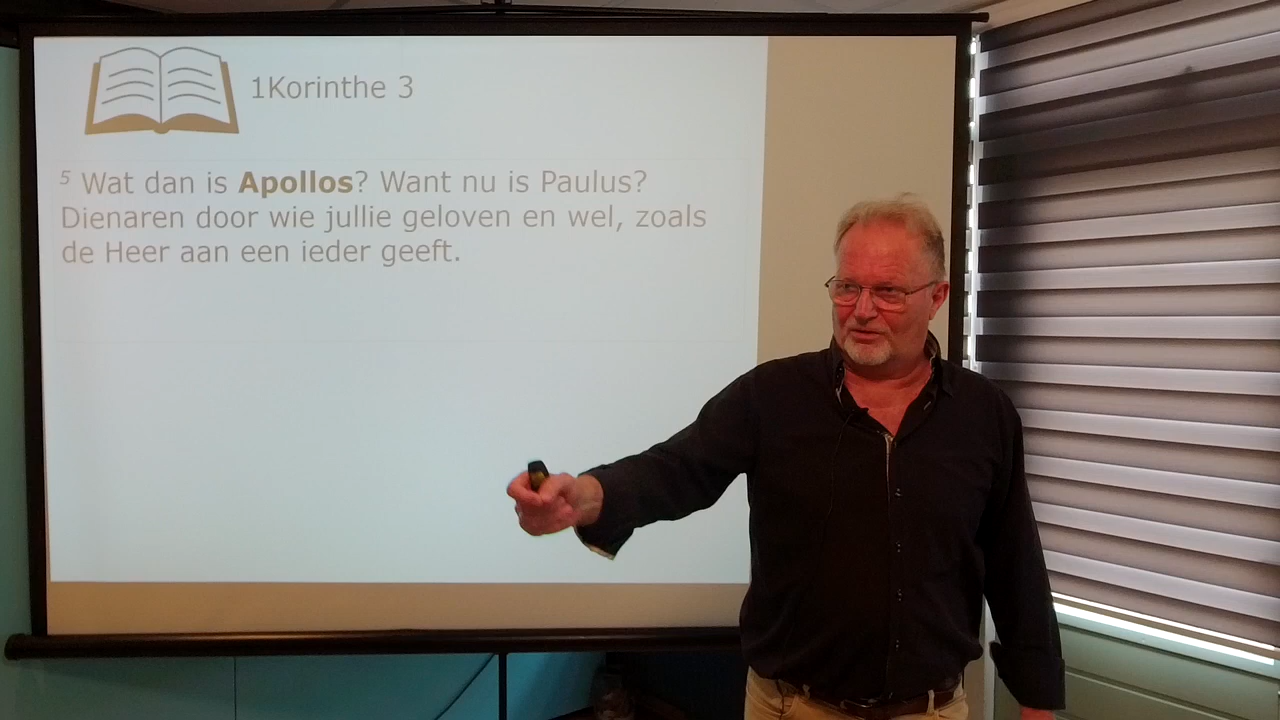 1Korinthe 3
5 Wat dan is Apollos? Want nu is Paulus?
Dienaren door wie jullie geloven en wel, zoals
de Heer aan een ieder geeft.